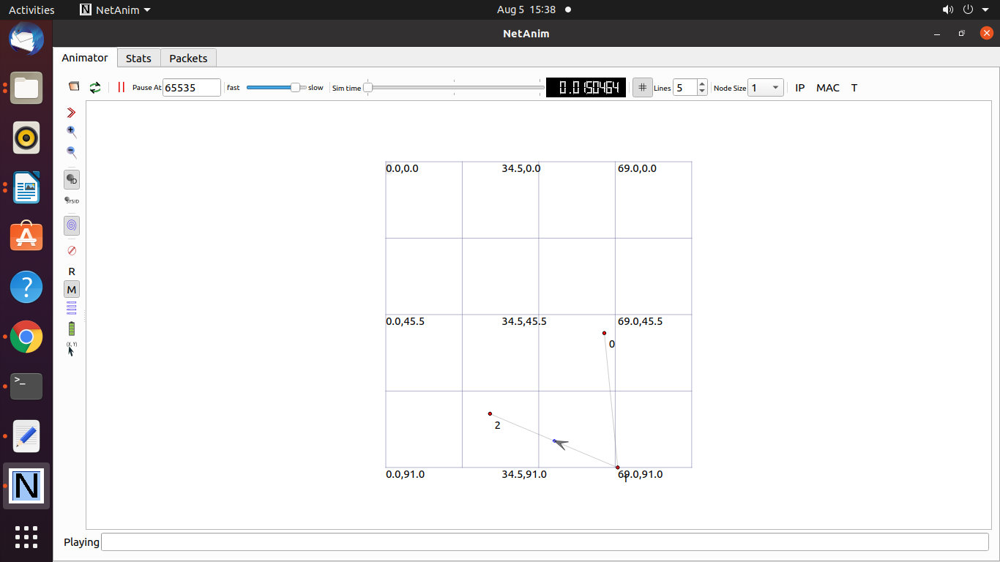 Activities NetAnim Aug 5 15:38
NetAnim
Animator Stats Packets
Pause At 65535 fast slow Sim time 0.0150464 # Lines 5 Node Size 1 IP MAC T
ID
SYSID
R
M
(X, Y)
0.0,0.0 34.5,0.0 69.0,0.0
0.0,45.5 34.5,45.5 69.0,45.5
0
2
0.0,91.0 34.5,91.0 69.0,91.0
1
Playing
N